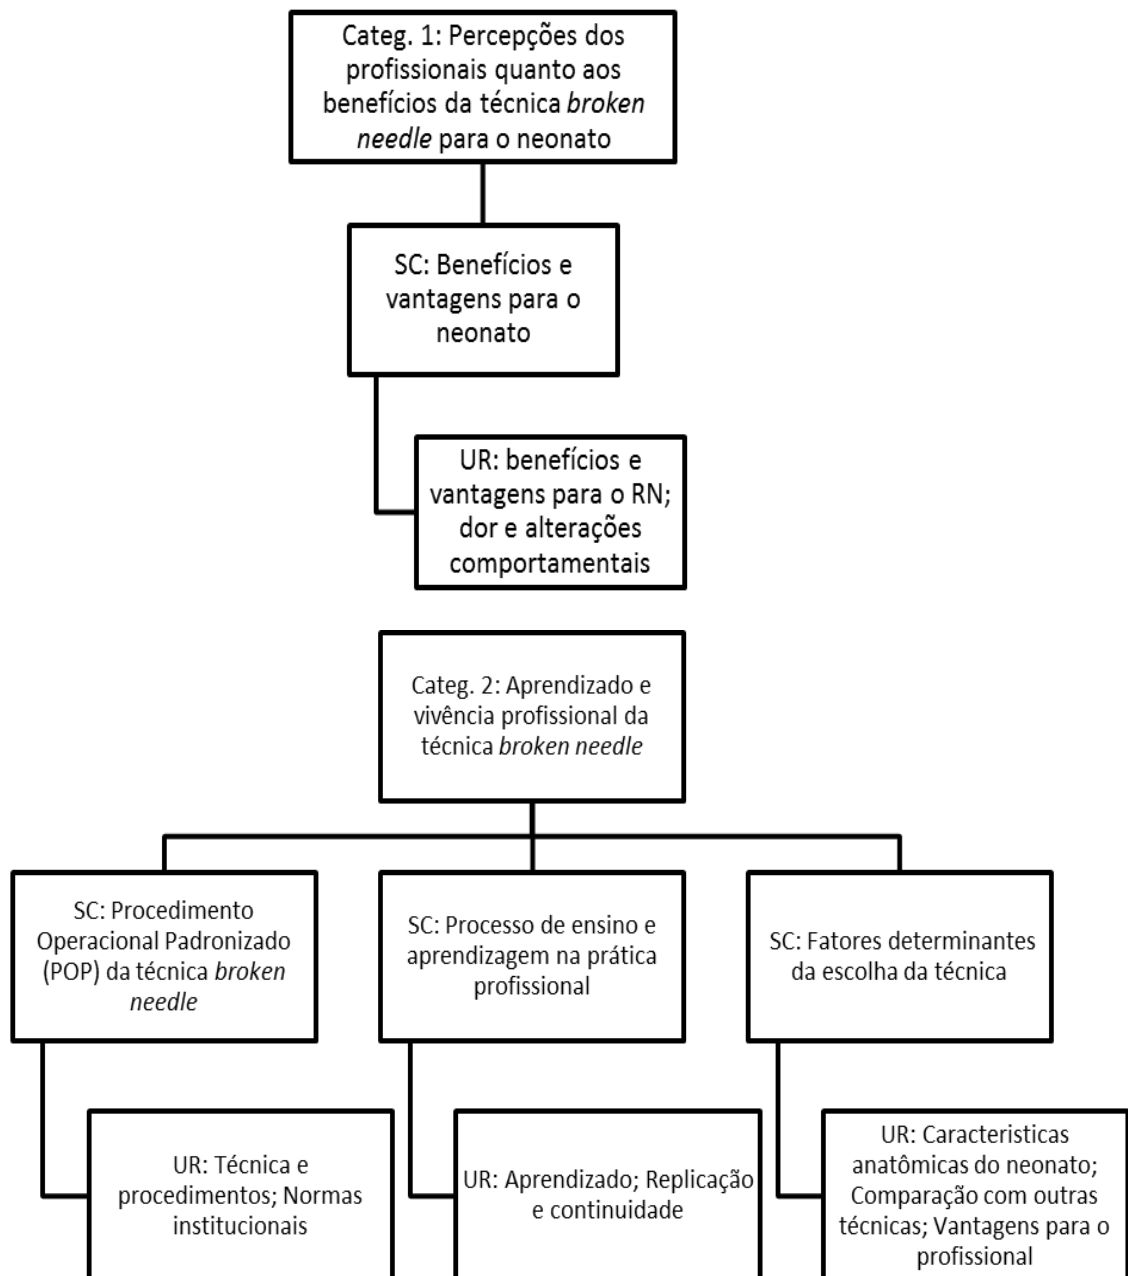 Categ. 1: Percepções dos
profissionais quanto aos
benefícios da técnica broken
needle para o neonato
SC: Benefícios e
vantagens para o
neonato
UR: benefícios e
vantagens para o RN;
dor e alterações
comportamentais
Categ. 2: Aprendizado e
vivência profissional da
técnica broken needle
SC: Procedimento
Operacional Padronizado
(POP) da técnica broken
needle
SC: Processo de ensino e
aprendizagem na prática
profissional
SC: Fatores determinantes
da escolha da técnica
UR: Técnica e
procedimentos; Normas
institucionais
UR: Aprendizado; Replicação
e continuidade
UR: Caracteristicas
anatômicas do neonato;
Comparação com outras
técnicas; Vantagens para o
profissional